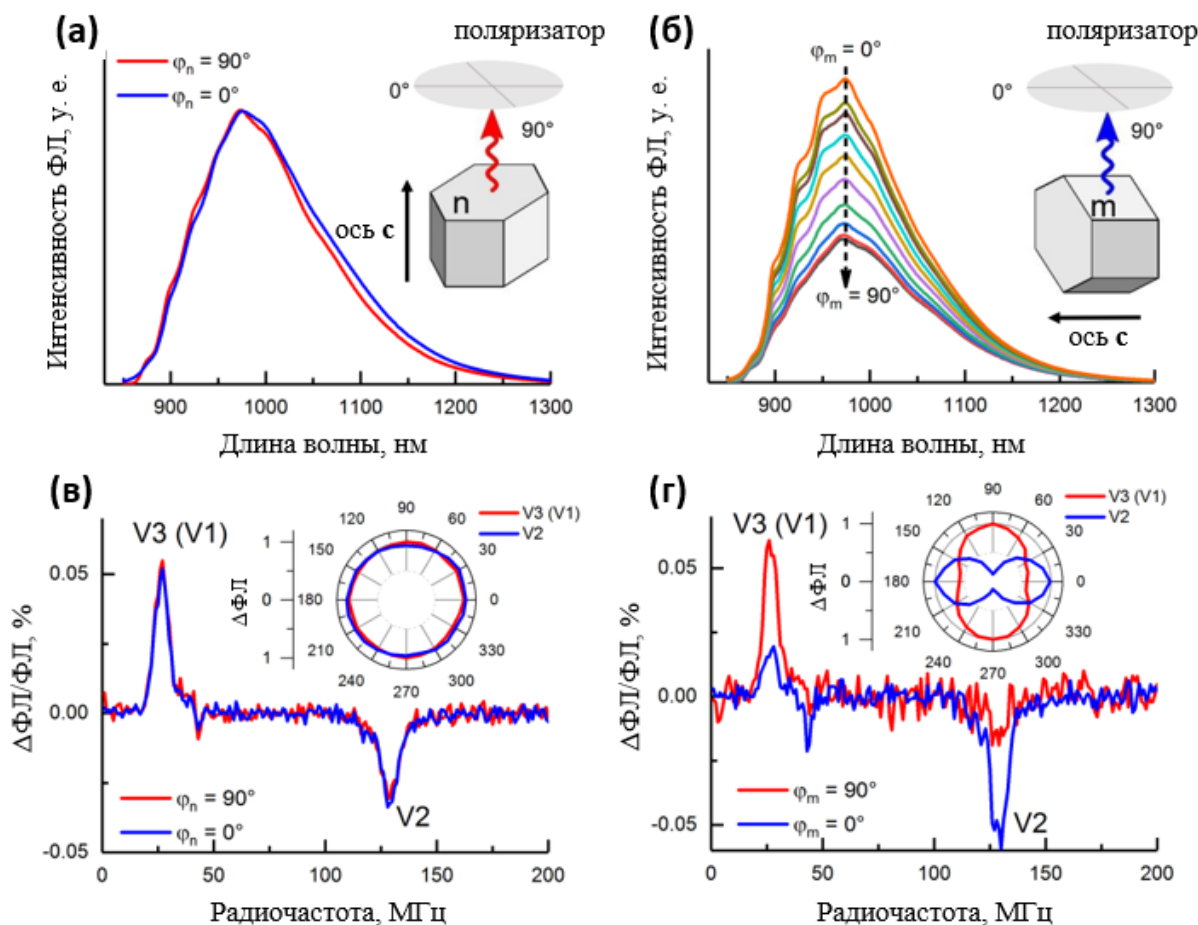 (а)
поляризатор
φn = 90°
φn = 0°
0°
90°
n
ось c
Интенсивность ФЛ, у. е.
900 1000 1100 1200 1300
Длина волны, нм
(б)
поляризатор
φm = 0°
0°
90°
m
φm = 90°
ось c
Интенсивность ФЛ, у. е.
900 1000 1100 1200 1300
Длина волны, нм
(в)
V3 (V1)
V3 (V1)
V2
90
120 60
150 30
180 0
210 330
240 300
270
1
0
1
ΔФЛ
0.05
0.00
-0.05
ΔФЛ/ФЛ, %
φn = 90°
φn = 0°
V2
0 50 100 150 200
Радиочастота, МГц
(г)
V3 (V1)
V3 (V1)
V2
90
120 60
150 30
180 0
210 330
240 300
270
1
0
1
ΔФЛ
0.05
0.00
-0.05
ΔФЛ/ФЛ, %
φm = 90°
φm = 0°
V2
0 50 100 150 200
Радиочастота, МГц